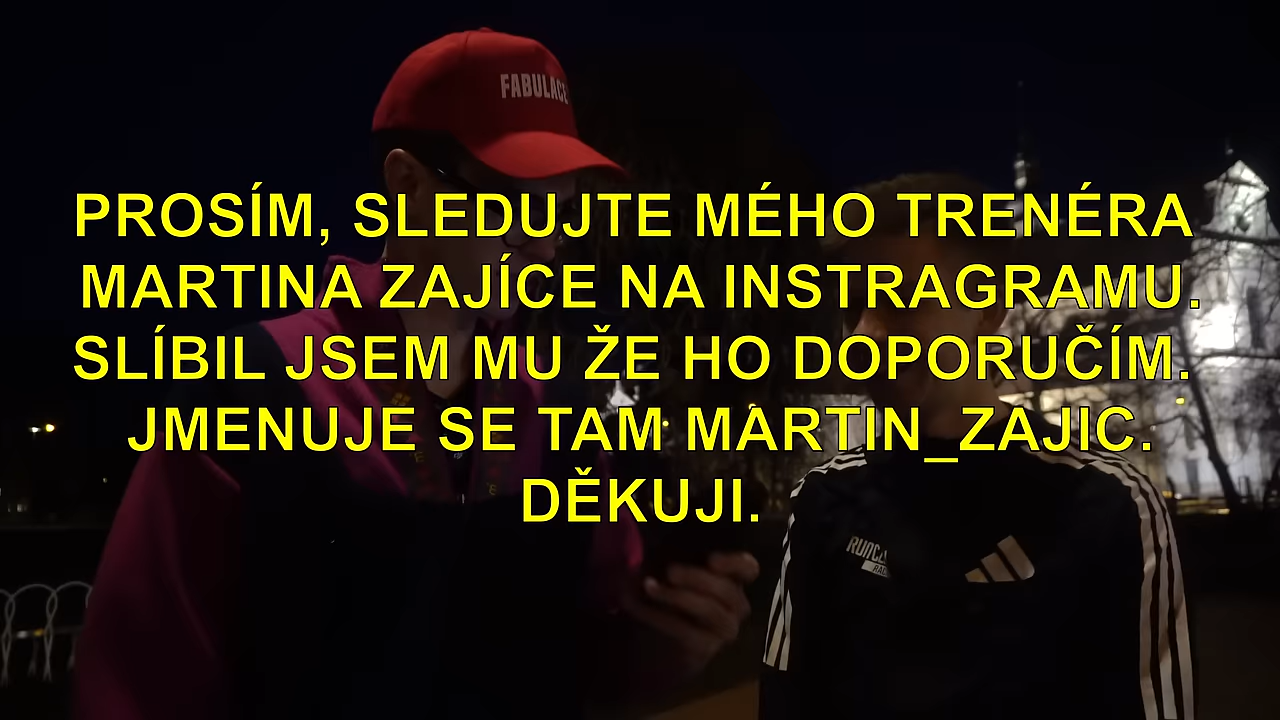 FABULACE
PROSÍM, SLEDUJTE MÉHO TRENÉRA
MARTINA ZAJÍCE NA INSTRAGRAMU.
SLÍBIL JSEM MU ŽE HO DOPORUČÍM.
JMENUJE SE TAM MARTIN_ZAJIC.
DĚKUJI.